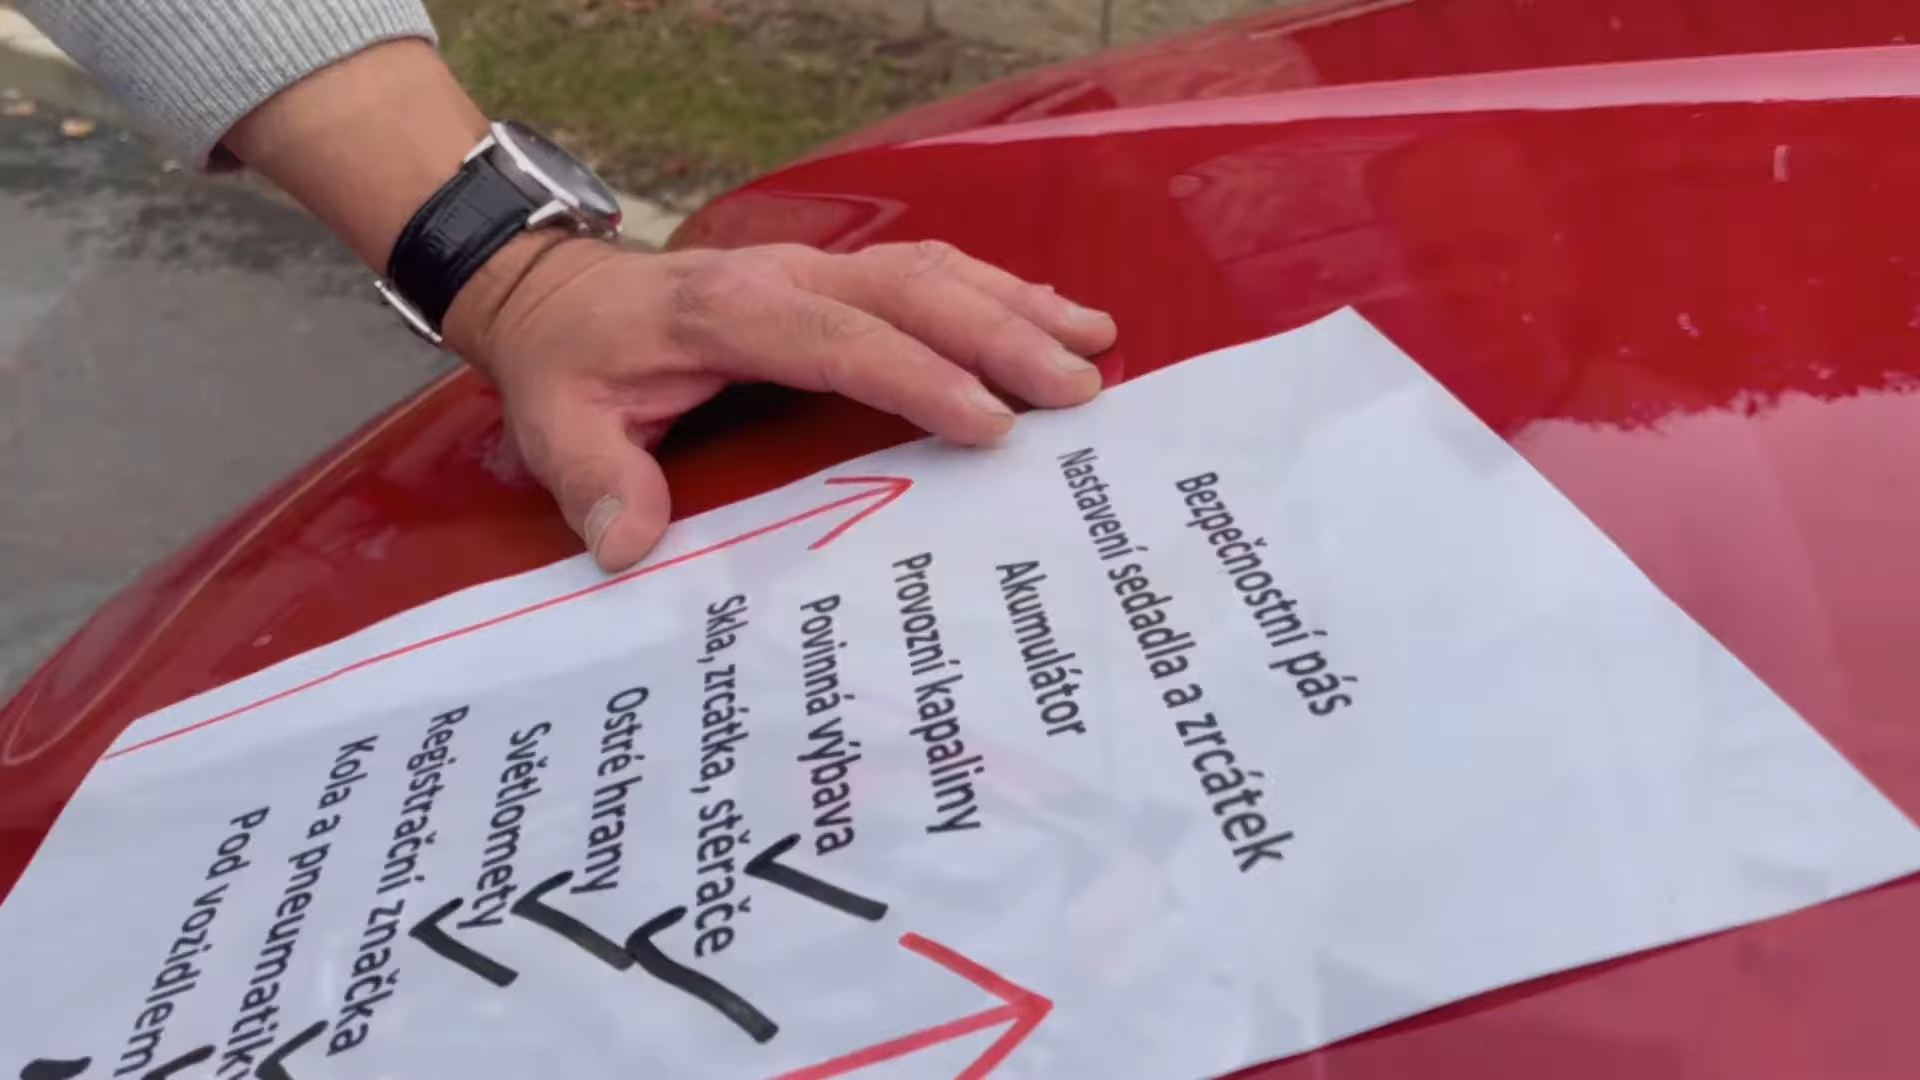 Bezpečnostní pás
Nastavení sedadla a zrcátek
Akumulátor
Provozní kapaliny
Povinná výbava
Skla, zrcátka, stěrače
Ostré hrany
Světlomety
Registrační značka
Kola a pneumatiky
Pod vozidlem